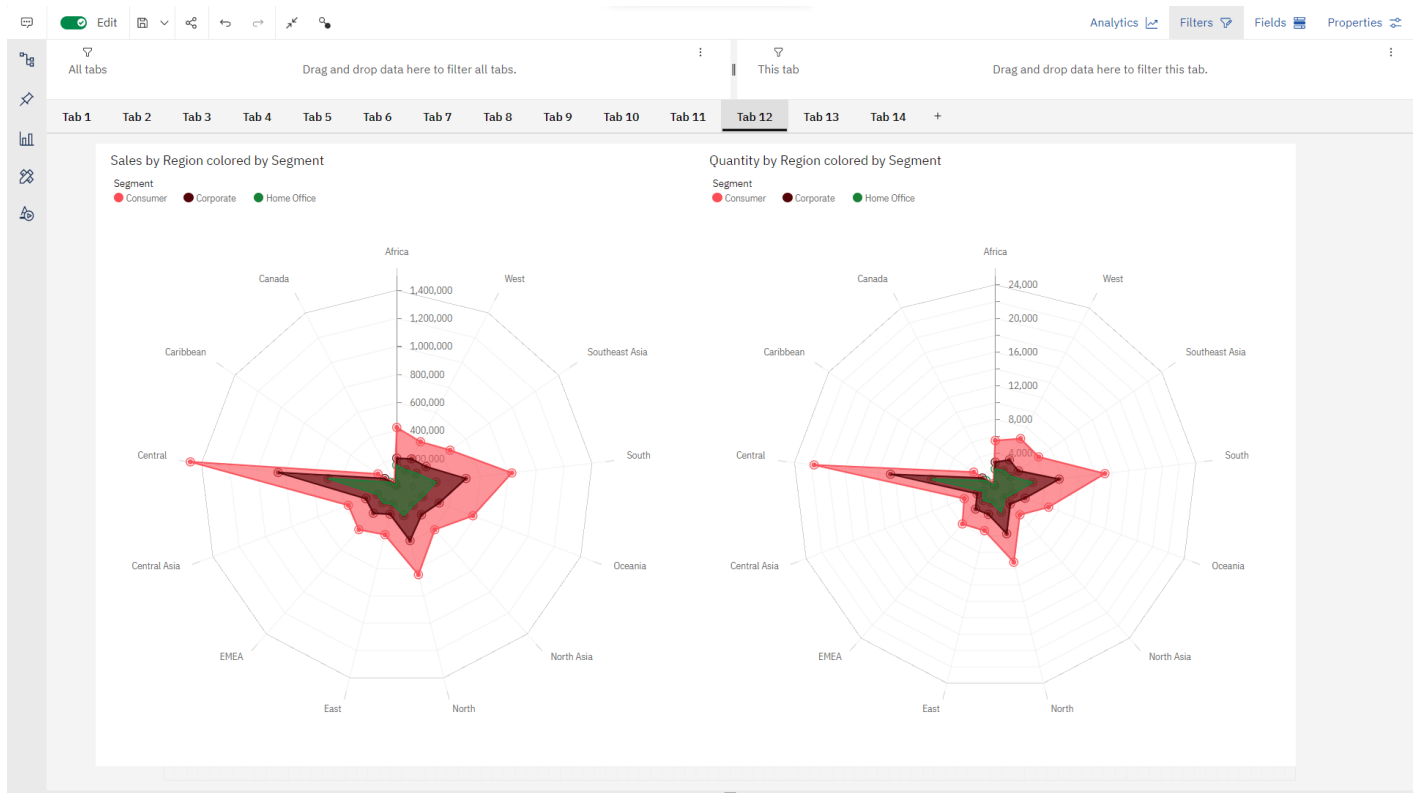 Edit
Analytics
Filters
Fields
Properties
All tabs
Drag and drop data here to filter all tabs.
This tab
Drag and drop data here to filter this tab.
Tab 1
Tab 2
Tab 3
Tab 4
Tab 5
Tab 6
Tab 7
Tab 8
Tab 9
Tab 10
Tab 11
Tab 12
Tab 13
Tab 14
+
Sales by Region colored by Segment
Segment
Consumer
Corporate
Home Office
Africa
West
Southeast Asia
South
Oceania
North Asia
North
East
EMEA
Central Asia
Central
Caribbean
Canada
1,400,000
1,200,000
1,000,000
800,000
600,000
400,000
Quantity by Region colored by Segment
Segment
Consumer
Corporate
Home Office
Africa
West
Southeast Asia
South
Oceania
North Asia
North
East
EMEA
Central Asia
Central
Caribbean
Canada
24,000
20,000
16,000
12,000
8,000
4,000